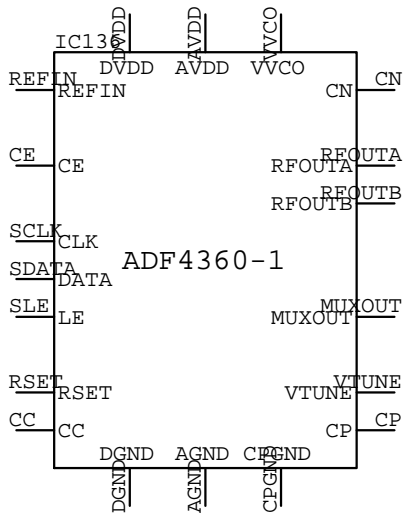 DVDD AVDD VVCO
IC136
DVDD AVDD VVCO
REFIN REFIN CN CN
CE CE RFOUTA RFOUTA
RFOUTB RFOUTB
SCLK CLK
ADF4360-1
SDATA DATA
SLE LE MUXOUT MUXOUT
RSET RSET VTUNE VTUNE
CC CC CP CP
DGND AGND CPGND
DGND AGND CPGND